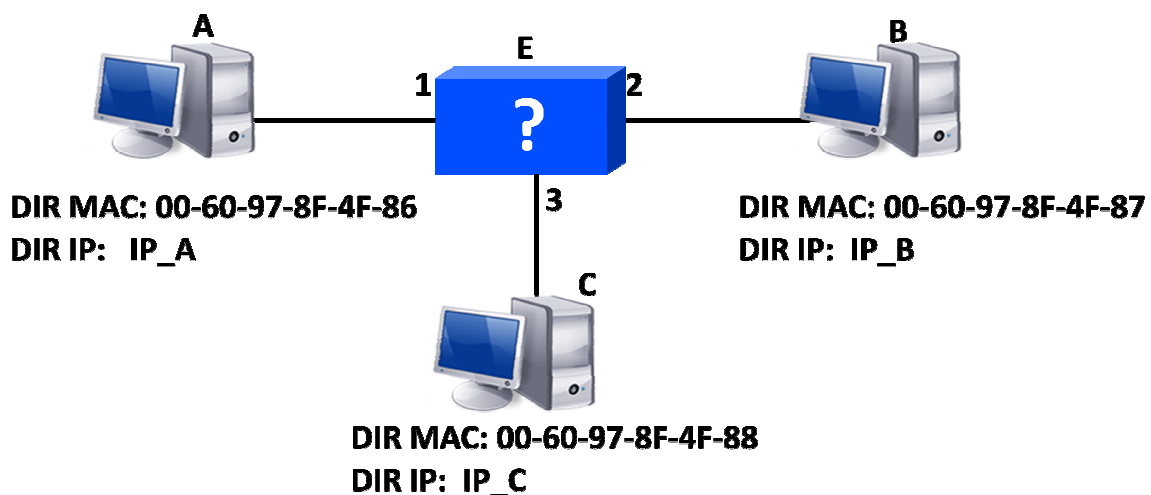 A
E
B
1
?
2
DIR MAC: 00-60-97-8F-4F-86
DIR IP: IP_A
3
DIR MAC: 00-60-97-8F-4F-87
DIR IP: IP_B
C
DIR MAC: 00-60-97-8F-4F-88
DIR IP: IP_C